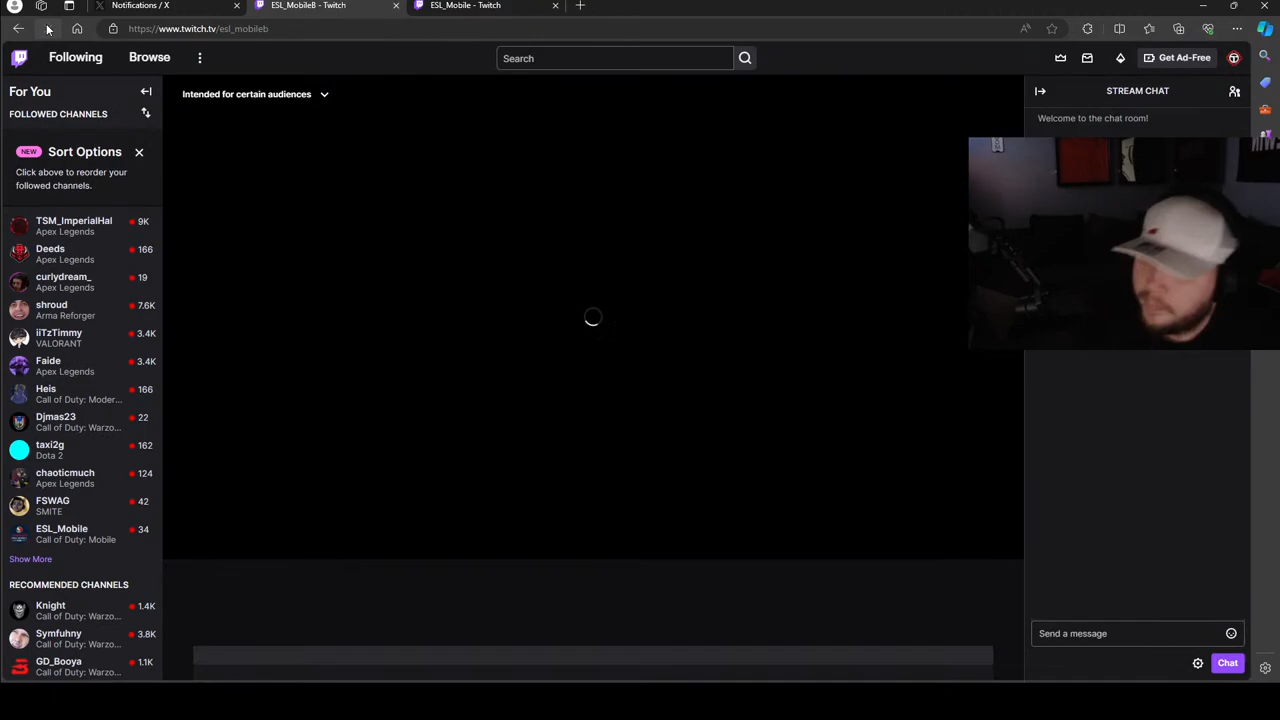 Notifications / X
ESL_MobileB - Twitch
ESL_Mobile - Twitch
https://www.twitch.tv/esl_mobileb
Following
Browse
Search
Get Ad-Free
For You
FOLLOWED CHANNELS
NEW Sort Options
Click above to reorder your
followed channels.
TSM_ImperialHal 9K
Apex Legends
Deeds 166
Apex Legends
curlydream_ 19
Apex Legends
shroud 7.6K
Arma Reforger
iiTzTimmy 3.4K
VALORANT
Faide 3.4K
Apex Legends
Heis 166
Call of Duty: Moder...
Djmas23 22
Call of Duty: Warzo...
taxi2g 162
Dota 2
chaoticmuch 124
Apex Legends
FSWAG 42
SMITE
ESL_Mobile 34
Call of Duty: Mobile
Show More
RECOMMENDED CHANNELS
Knight 1.4K
Call of Duty: Warzo...
Symfuhny 3.8K
Call of Duty: Warzo...
GD_Booya 1.1K
Call of Duty: Warzo...
Intended for certain audiences
STREAM CHAT
Welcome to the chat room!
Send a message
Chat